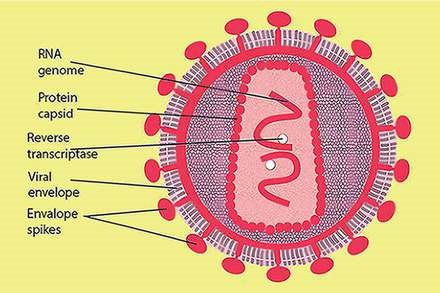 RNA
genome
Protein
capsid
Reverse
transcriptase
Viral
envelope
Envalope
spikes